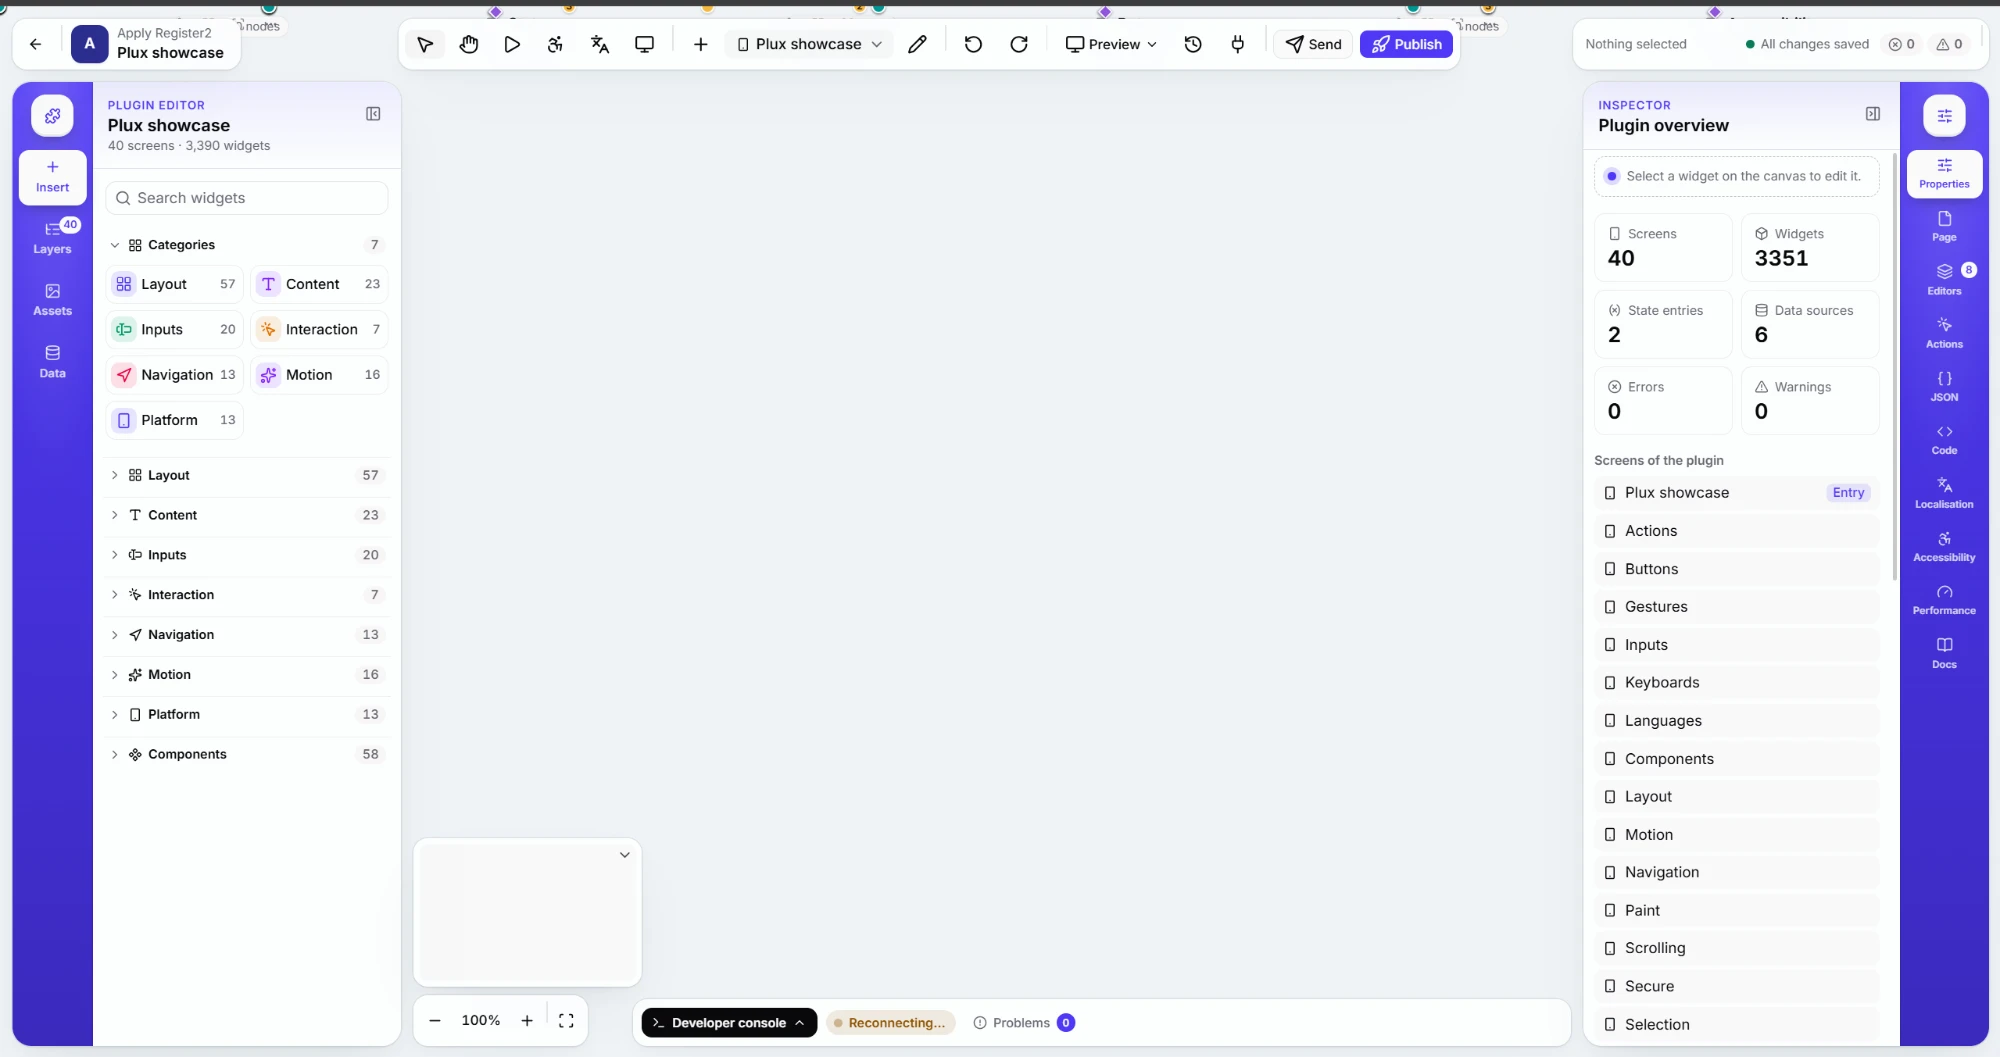 Apply Register2
Plux showcase
nodes
Plux showcase
Preview
Send
Publish
nodes
Nothing selected
All changes saved
0
0
PLUGIN EDITOR
Plux showcase
40 screens · 3,390 widgets
Insert
40
Layers
Assets
Data
Search widgets
Categories 7
Layout 57
Content 23
Inputs 20
Interaction 7
Navigation 13
Motion 16
Platform 13
Layout 57
Content 23
Inputs 20
Interaction 7
Navigation 13
Motion 16
Platform 13
Components 58
100%
Developer console
Reconnecting...
Problems 0
INSPECTOR
Plugin overview
Select a widget on the canvas to edit it.
Screens
40
Widgets
3351
State entries
2
Data sources
6
Errors
0
Warnings
0
Screens of the plugin
Plux showcase Entry
Actions
Buttons
Gestures
Inputs
Keyboards
Languages
Components
Layout
Motion
Navigation
Paint
Scrolling
Secure
Selection
Properties
Page
8
Editors
Actions
JSON
Code
Localisation
Accessibility
Performance
Docs